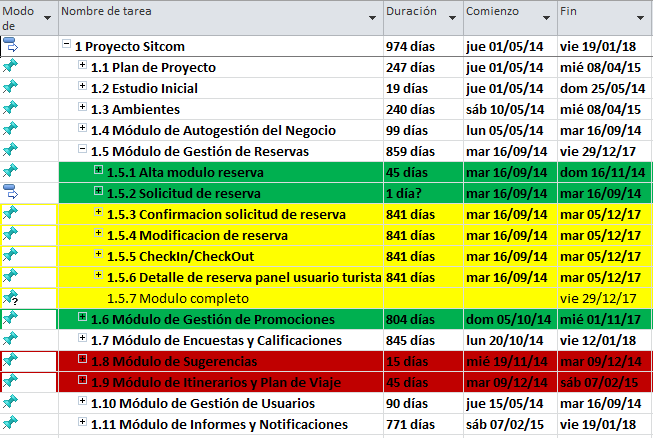 Modo de Nombre de tarea Duración Comienzo Fin
1 Proyecto Sitcom 974 días jue 01/05/14 vie 19/01/18
1.1 Plan de Proyecto 247 días jue 01/05/14 mié 08/04/15
1.2 Estudio Inicial 19 días jue 01/05/14 dom 25/05/14
1.3 Ambientes 240 días sáb 10/05/14 mié 08/04/15
1.4 Módulo de Autogestión del Negocio 99 días lun 05/05/14 mar 16/09/14
1.5 Módulo de Gestión de Reservas 859 días mar 16/09/14 vie 29/12/17
1.5.1 Alta modulo reserva 45 días mar 16/09/14 dom 16/11/14
1.5.2 Solicitud de reserva 1 día? mar 16/09/14 mar 16/09/14
1.5.3 Confirmacion solicitud de reserva 841 días mar 16/09/14 mar 05/12/17
1.5.4 Modificacion de reserva 841 días mar 16/09/14 mar 05/12/17
1.5.5 CheckIn/CheckOut 841 días mar 16/09/14 mar 05/12/17
1.5.6 Detalle de reserva panel usuario turista 841 días mar 16/09/14 mar 05/12/17
1.5.7 Modulo completo vie 29/12/17
1.6 Módulo de Gestión de Promociones 804 días dom 05/10/14 mié 01/11/17
1.7 Módulo de Encuestas y Calificaciones 845 días lun 20/10/14 vie 12/01/18
1.8 Módulo de Sugerencias 15 días mié 19/11/14 mar 09/12/14
1.9 Módulo de Itinerarios y Plan de Viaje 45 días mar 09/12/14 sáb 07/02/15
1.10 Módulo de Gestión de Usuarios 90 días jue 15/05/14 mar 16/09/14
1.11 Módulo de Informes y Notificaciones 771 días sáb 07/02/15 vie 19/01/18